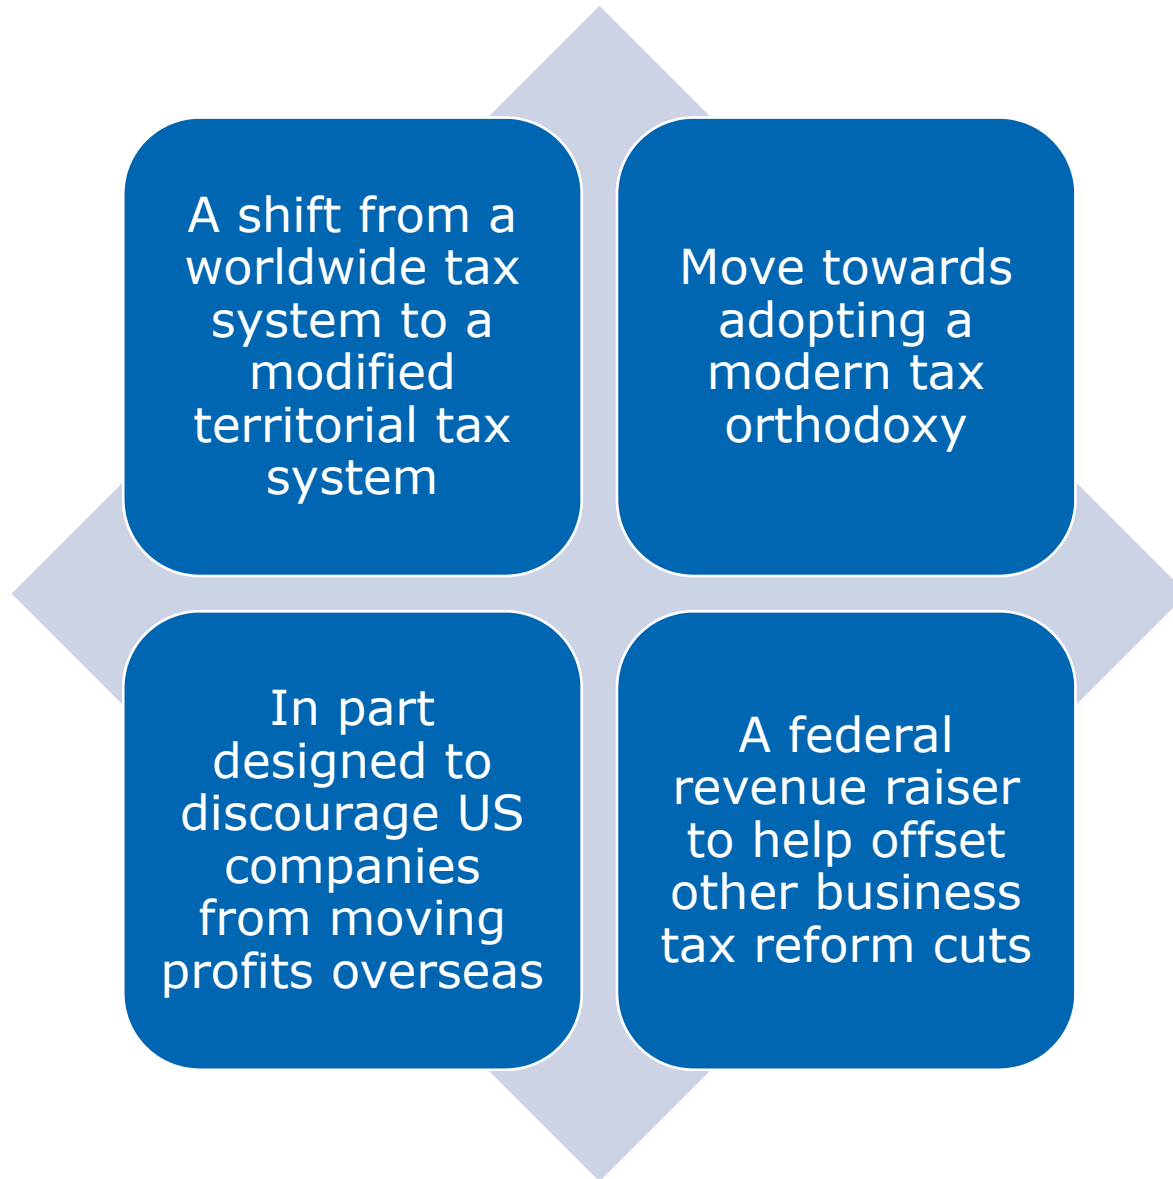 A shift from a
worldwide tax
system to a
modified
territorial tax
system
Move towards
adopting a
modern tax
orthodoxy
In part
designed to
discourage US
companies
from moving
profits overseas
A federal
revenue raiser
to help offset
other business
tax reform cuts